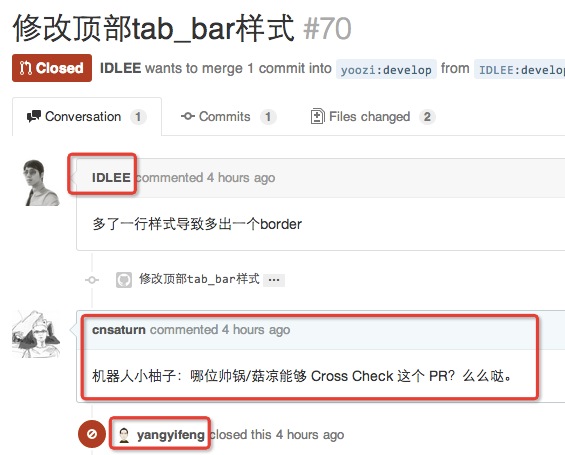 修改顶部tab_bar样式 #70
Closed IDLEE wants to merge 1 commit into yoozi:develop from IDLEE:develop
Conversation 1 Commits 1 Files changed 2
IDLEE commented 4 hours ago
多了一行样式导致多出一个border
修改顶部tab_bar样式 ...
cnsaturn commented 4 hours ago
机器人小柚子：哪位帅锅/菇凉能够 Cross Check 这个 PR？么么哒。
yangyifeng closed this 4 hours ago